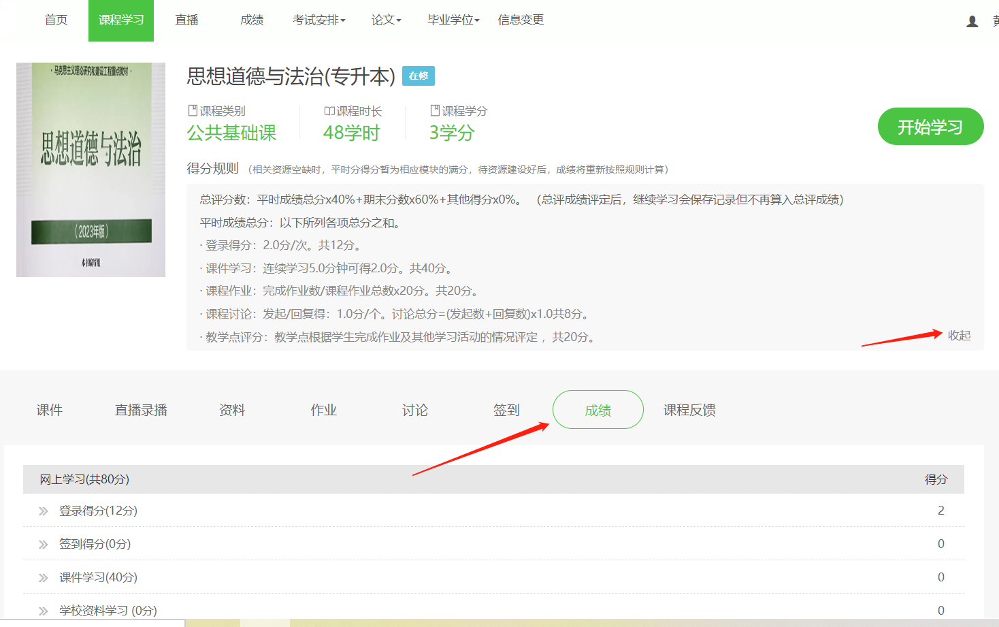 首页 课程学习 直播 成绩 考试安排 论文 毕业学位 信息变更
·马克思主义理论研究和建设工程重点教材·
思想道德与法治
（2023年版）
本书编写组
思想道德与法治(专升本) 在修
课程类别 课程时长 课程学分
公共基础课 48学时 3学分
开始学习
得分规则 （相关资源空缺时，平时分得分暂为相应模块的满分，待资源建设好后，成绩将重新按照规则计算）
总评分数：平时成绩总分x40%+期末分数x60%+其他得分x0%。 （总评成绩评定后，继续学习会保存记录但不再算入总评成绩）
平时成绩总分：以下所列各项总分之和。
· 登录得分：2.0分/次。共12分。
· 课件学习：连续学习5.0分钟可得2.0分。共40分。
· 课程作业：完成作业数/课程作业总数x20分。共20分。
· 课程讨论：发起/回复得：1.0分/个。讨论总分=(发起数+回复数)x1.0共8分。
· 教学点评分：教学点根据学生完成作业及其他学习活动的情况评定 ，共20分。
收起
课件 直播录播 资料 作业 讨论 签到 成绩 课程反馈
网上学习(共80分) 得分
登录得分(12分) 2
签到得分(0分) 0
课件学习(40分) 0
学校资料学习 (0分) 0